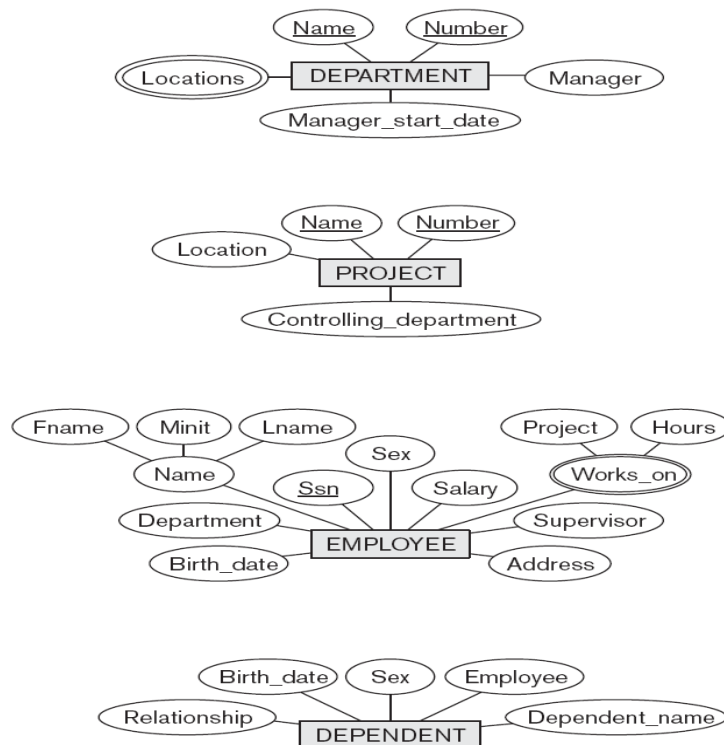 Name Number
Locations DEPARTMENT Manager
Manager_start_date
Name Number
Location
PROJECT
Controlling_department
Fname Minit Lname Project Hours
Sex
Name Ssn Salary Works_on
Department Supervisor
EMPLOYEE
Birth_date Address
Birth_date Sex Employee
Relationship Dependent_name
DEPENDENT